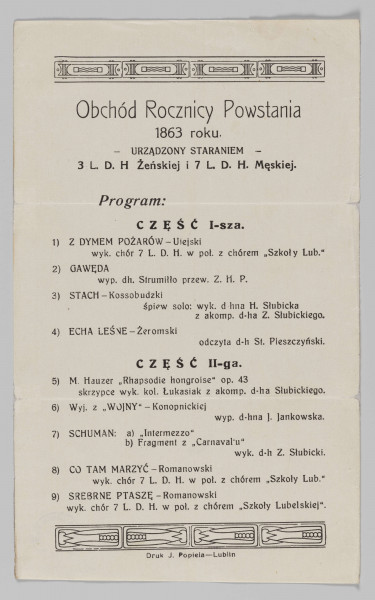 Obchód Rocznicy Powstania
1863 roku.
– URZĄDZONY STARANIEM –
3 L. D. H Żeńskiej i 7 L. D. H. Męskiej.
Program:
CZĘŚĆ I-sza.
1) Z DYMEM POŻARÓW – Uiejski
wyk. chór 7 L. D. H. w poł. z chórem „Szkoły Lub."
2) GAWĘDA
wyp. dh. Strumiłło przew. Z. H. P.
3) STACH – Kossobudzki
śpiew solo: wyk. d-hna H. Słubicka
z akomp. d-ha Z. Słubickiego.
4) ECHA LEŚNE – Żeromski
odczyta d-h St. Pleszczyński.
CZĘŚĆ II-ga.
5) M. Hauzer „Rhapsodie hongroise" op. 43
skrzypce wyk. kol. Łukasiak z akomp. d-ha Słubickiego.
6) Wyj. z „WOJNY" – Konopnickiej
wyp. d-hna J. Jankowska.
7) SCHUMAN: a) „Intermezzo"
b) Fragment z „Carnaval'u"
wyk. d-h Z. Słubicki.
8) CO TAM MARZYĆ – Romanowski
wyk. chór 7 L. D. H. w poł. z chórem „Szkoły Lub."
9) SREBRNE PTASZĘ – Romanowski
wyk. chór 7 L. D. H. w poł. z chórem „Szkoły Lubelskiej".
Druk J. Popiela—Lublin